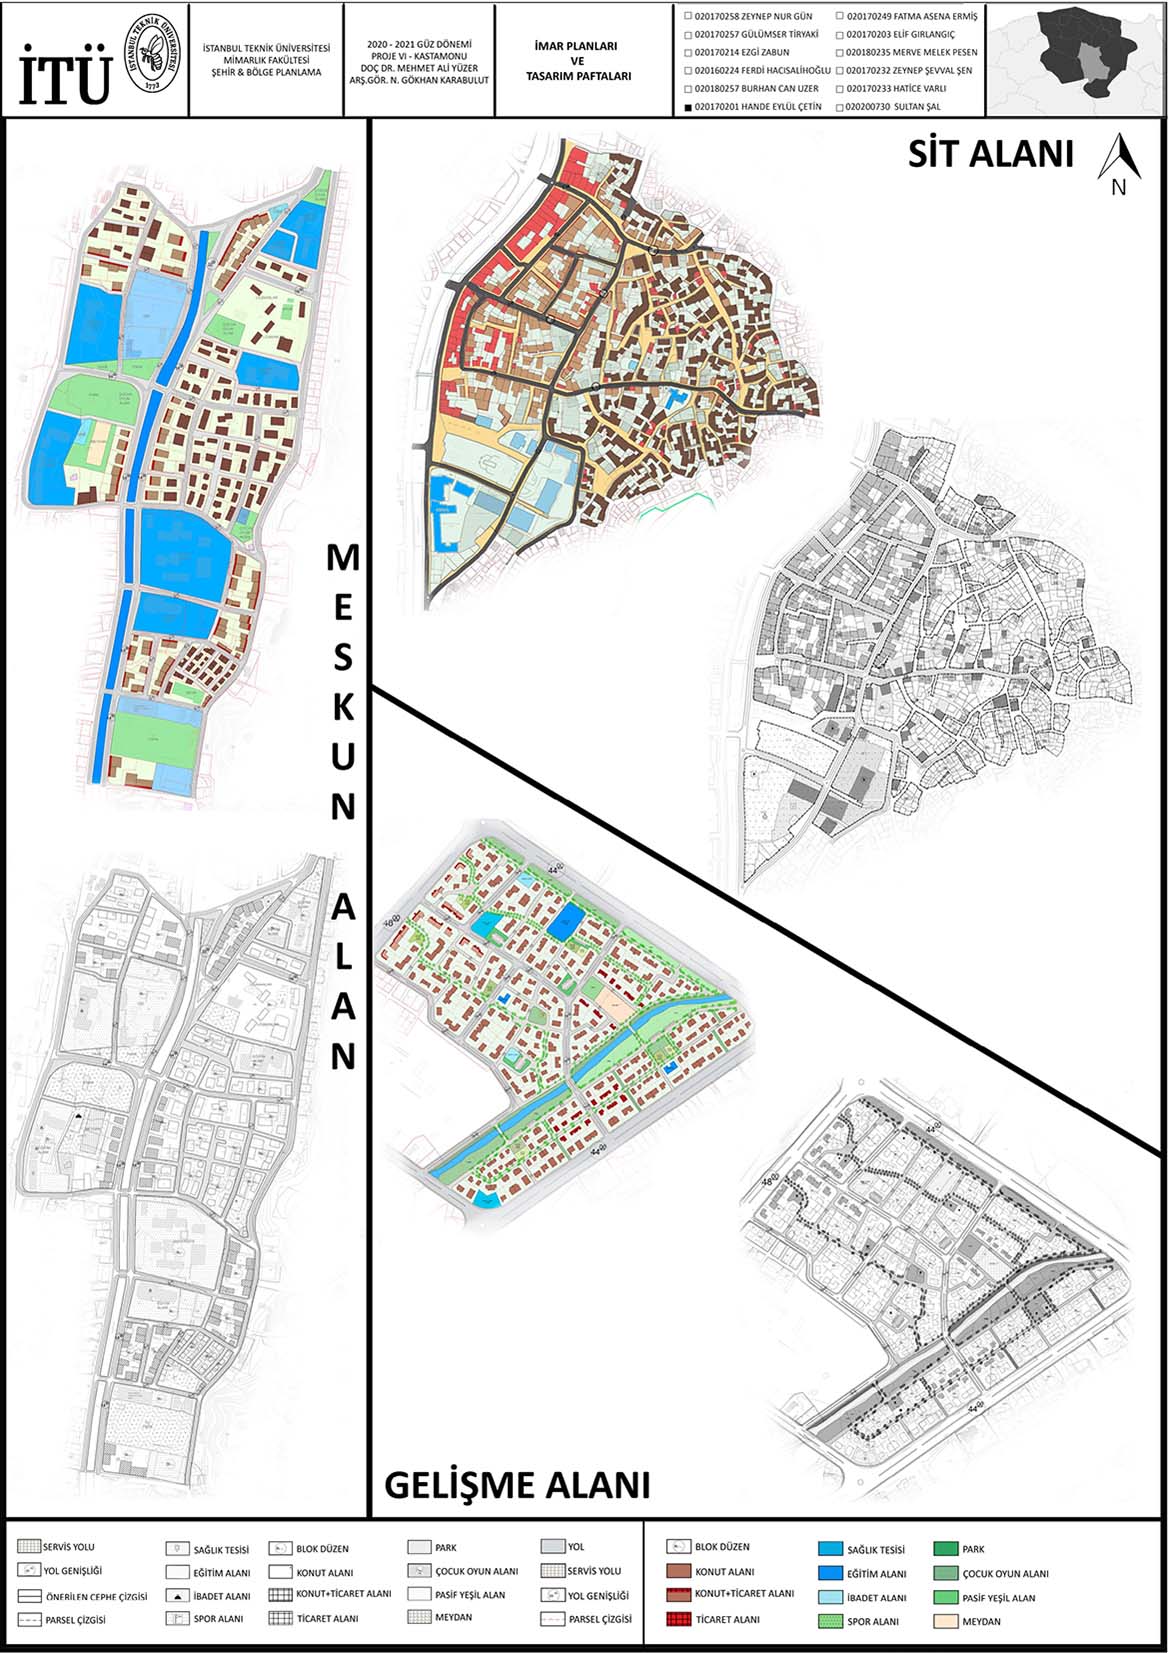 İTÜ
İSTANBUL TEKNİK ÜNİVERSİTESİ
1773
İSTANBUL TEKNİK ÜNİVERSİTESİ
MİMARLIK FAKÜLTESİ
ŞEHİR & BÖLGE PLANLAMA
2020 - 2021 GÜZ DÖNEMİ
PROJE VI - KASTAMONU
DOÇ DR. MEHMET ALİ YÜZER
ARŞ.GÖR. N. GÖKHAN KARABULUT
İMAR PLANLARI
VE
TASARIM PAFTALARI
020170258 ZEYNEP NUR GÜN
020170257 GÜLÜMSER TİRYAKİ
020170214 EZGİ ZABUN
020160224 FERDİ HACISALİHOĞLU
020180257 BURHAN CAN UZER
020170201 HANDE EYLÜL ÇETİN
020170249 FATMA ASENA ERMİŞ
020170203 ELİF GIRLANGIÇ
020180235 MERVE MELEK PESEN
020170232 ZEYNEP ŞEVVAL ŞEN
020170233 HATİCE VARLI
020200730 SULTAN ŞAL
SİT ALANI
N
MESKUN ALAN
44
48
44
44
48
44
GELİŞME ALANI
SERVİS YOLU
YOL GENİŞLİĞİ
ÖNERİLEN CEPHE ÇİZGİSİ
PARSEL ÇİZGİSİ
SAĞLIK TESİSİ
EĞİTİM ALANI
İBADET ALANI
SPOR ALANI
BLOK DÜZEN
KONUT ALANI
KONUT+TİCARET ALANI
TİCARET ALANI
PARK
ÇOCUK OYUN ALANI
PASİF YEŞİL ALAN
MEYDAN
YOL
SERVİS YOLU
YOL GENİŞLİĞİ
PARSEL ÇİZGİSİ
BLOK DÜZEN
KONUT ALANI
KONUT+TİCARET ALANI
TİCARET ALANI
SAĞLIK TESİSİ
EĞİTİM ALANI
İBADET ALANI
SPOR ALANI
PARK
ÇOCUK OYUN ALANI
PASİF YEŞİL ALAN
MEYDAN